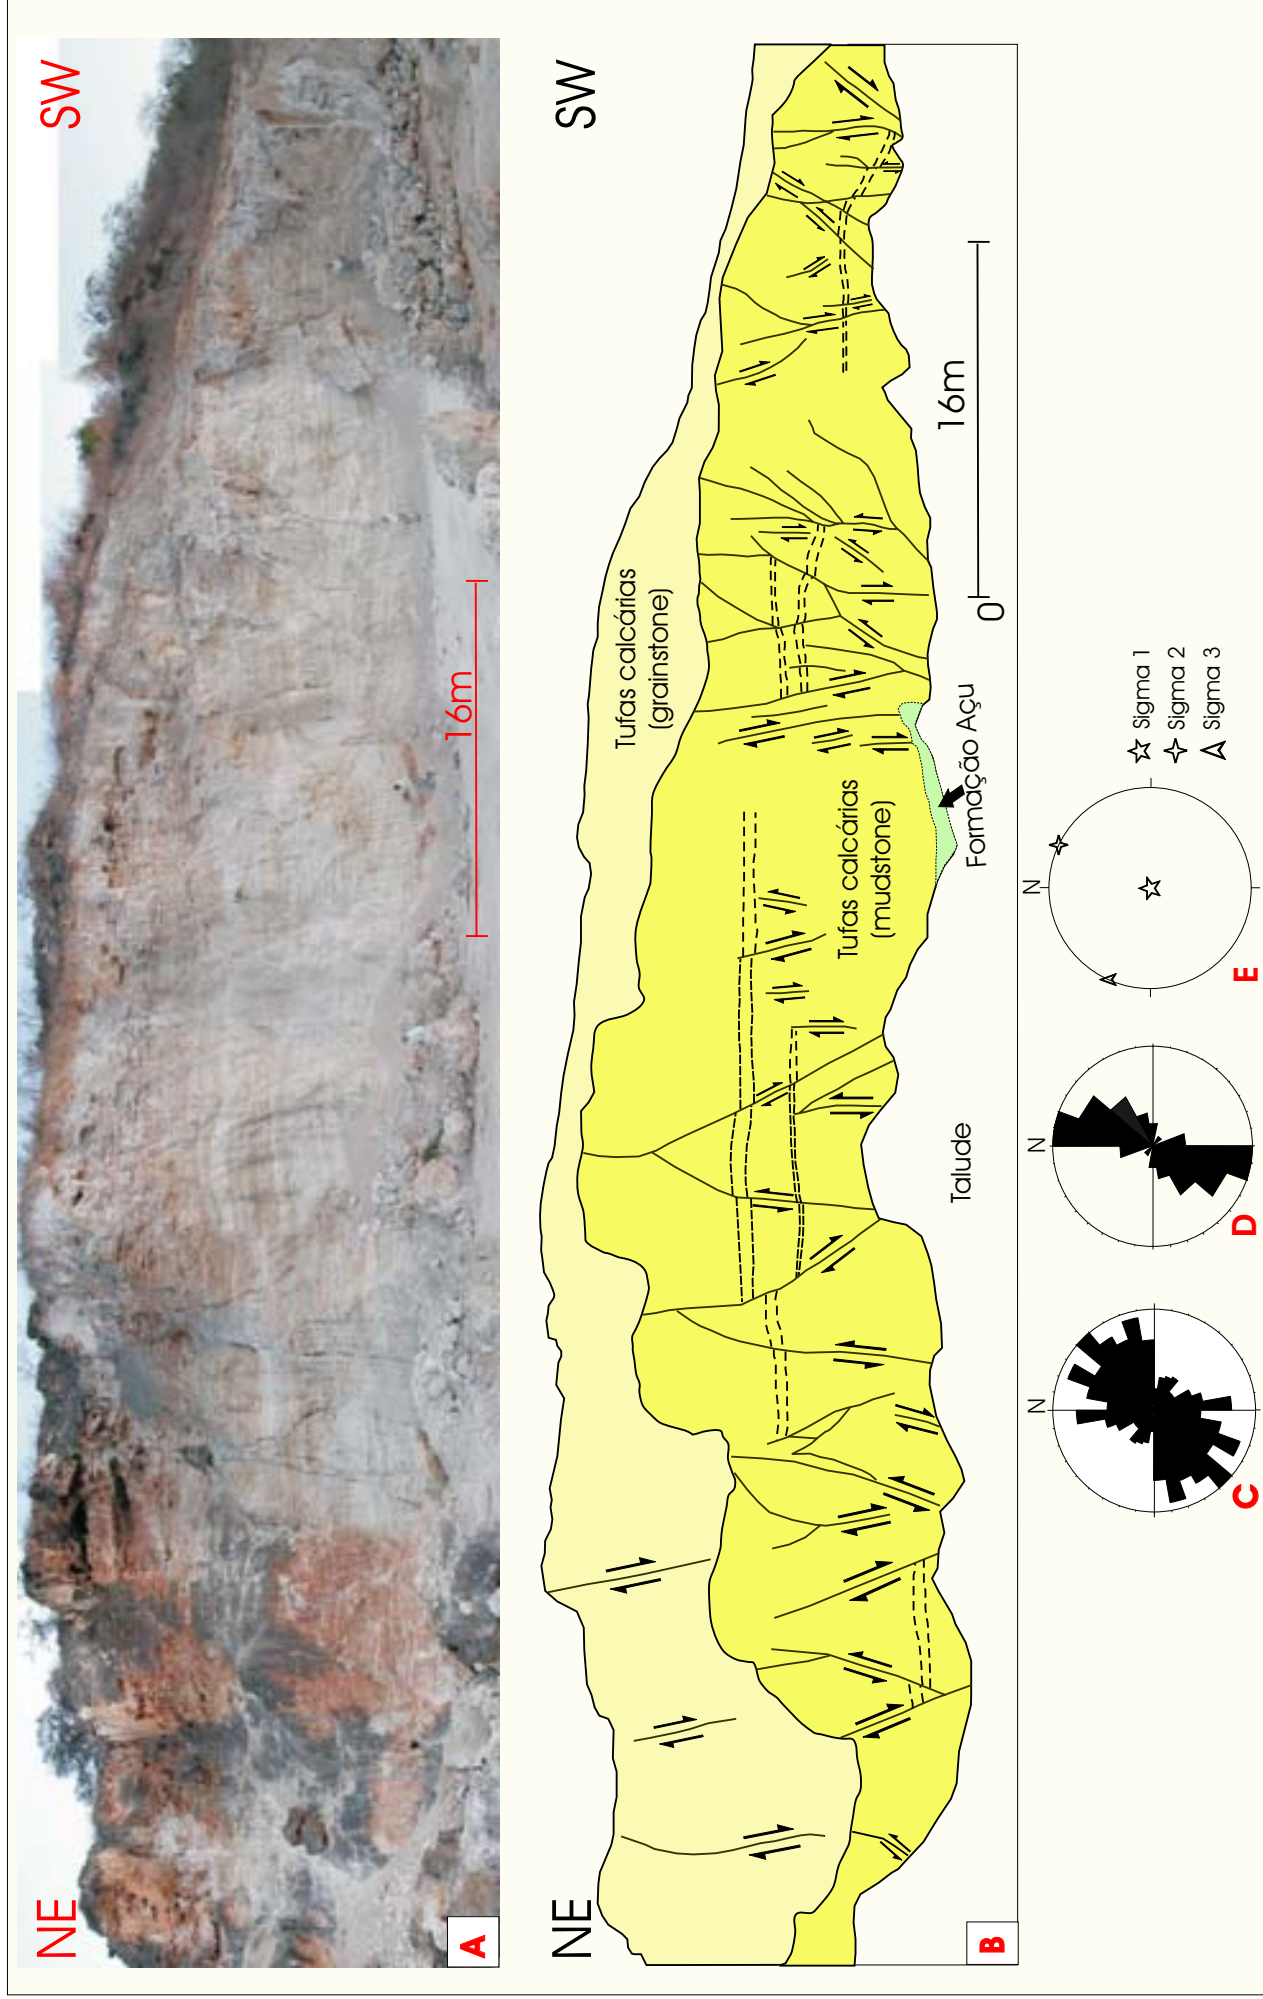 NE
SW
16m
A
NE
SW
Tufas calcárias
(grainstone)
Tufas calcárias
(mudstone)
Formação Açu
Talude
0
16m
B
N
C
N
D
N
E
Sigma 1
Sigma 2
Sigma 3